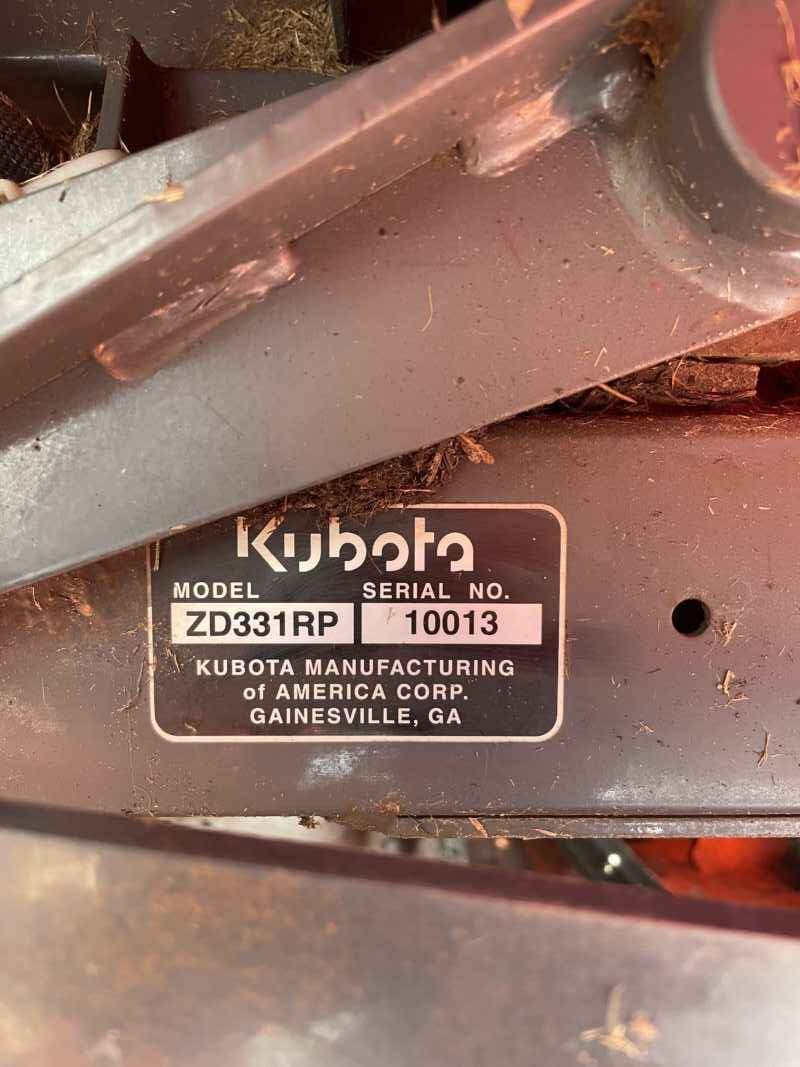 Kubota
MODEL SERIAL NO.
ZD331RP 10013
KUBOTA MANUFACTURING
of AMERICA CORP.
GAINESVILLE, GA